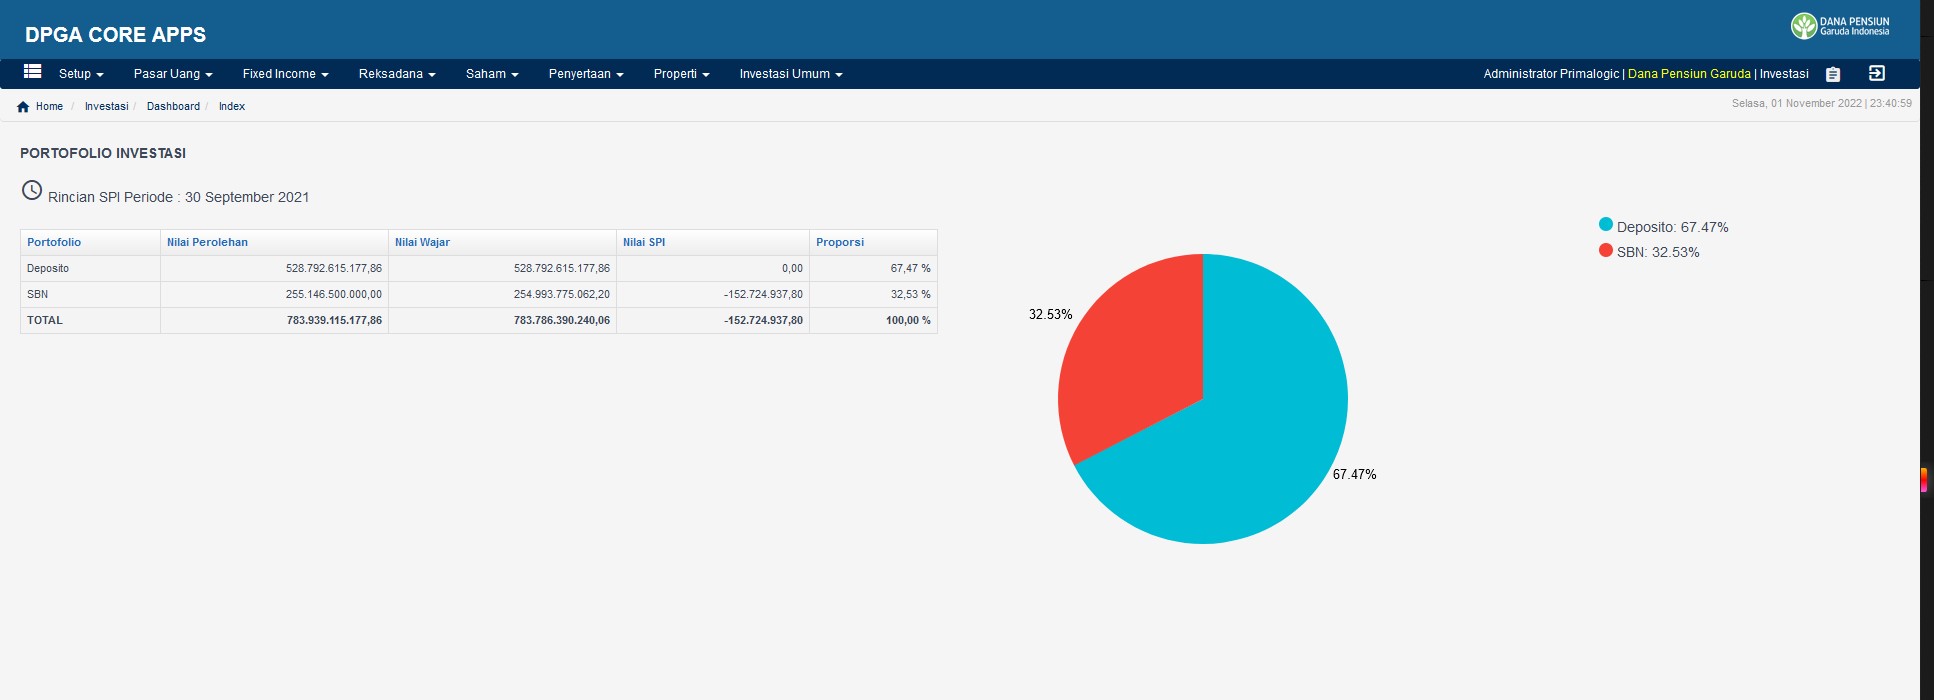 DPGA CORE APPS
DANA PENSIUN
Garuda Indonesia
Setup Pasar Uang Fixed Income Reksadana Saham Penyertaan Properti Investasi Umum Administrator Primalogic | Dana Pensiun Garuda | Investasi
Home / Investasi / Dashboard / Index Selasa, 01 November 2022 | 23:40:59
PORTOFOLIO INVESTASI
Rincian SPI Periode : 30 September 2021
Portofolio Nilai Perolehan Nilai Wajar Nilai SPI Proporsi
Deposito 528.792.615.177,86 528.792.615.177,86 0,00 67,47 %
SBN 255.146.500.000,00 254.993.775.062,20 -152.724.937,80 32,53 %
TOTAL 783.939.115.177,86 783.786.390.240,06 -152.724.937,80 100,00 %
Deposito: 67.47%
SBN: 32.53%
32.53%
67.47%